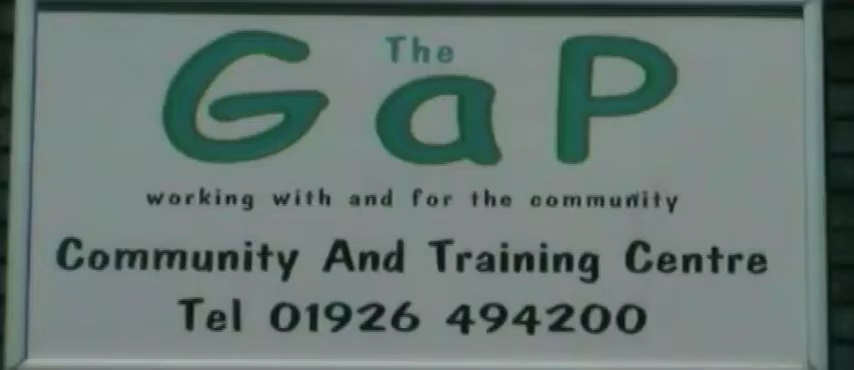 The
GaP
working with and for the community
Community And Training Centre
Tel 01926 494200